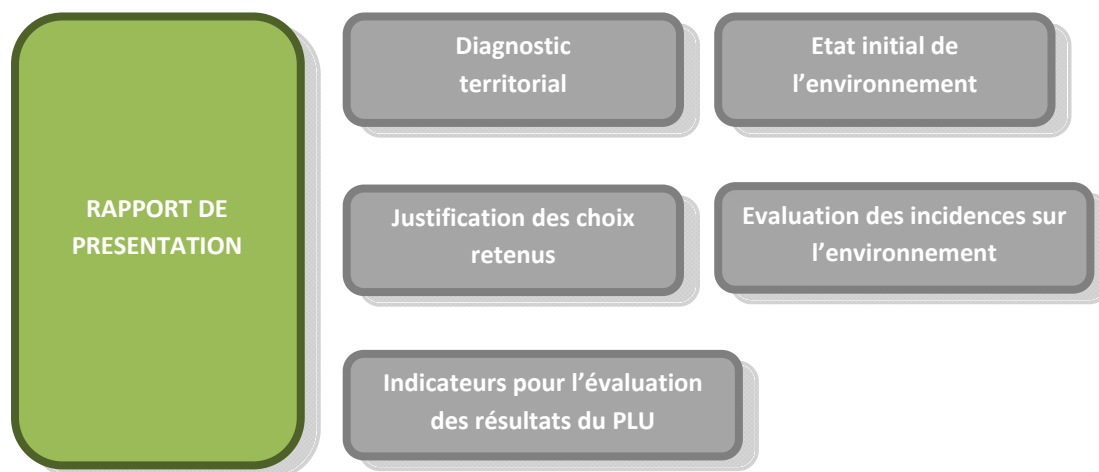 RAPPORT DE
PRESENTATION
Diagnostic
territorial
Etat initial de
l’environnement
Justification des choix
retenus
Evaluation des incidences sur
l’environnement
Indicateurs pour l’évaluation
des résultats du PLU